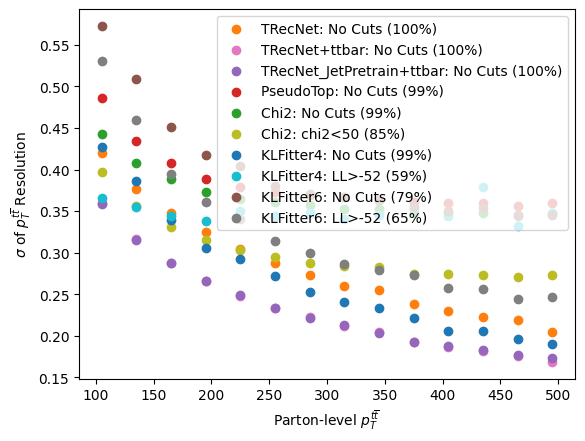 TRecNet: No Cuts (100%)
TRecNet+ttbar: No Cuts (100%)
TRecNet_JetPretrain+ttbar: No Cuts (100%)
PseudoTop: No Cuts (99%)
Chi2: No Cuts (99%)
Chi2: chi2<50 (85%)
KLFitter4: No Cuts (99%)
KLFitter4: LL>-52 (59%)
KLFitter6: No Cuts (79%)
KLFitter6: LL>-52 (65%)
0.55
0.50
0.45
0.40
0.35
0.30
0.25
0.20
0.15
σ of $p_T^{t\bar{t}}$ Resolution
100 150 200 250 300 350 400 450 500
Parton-level $p_T^{t\bar{t}}$